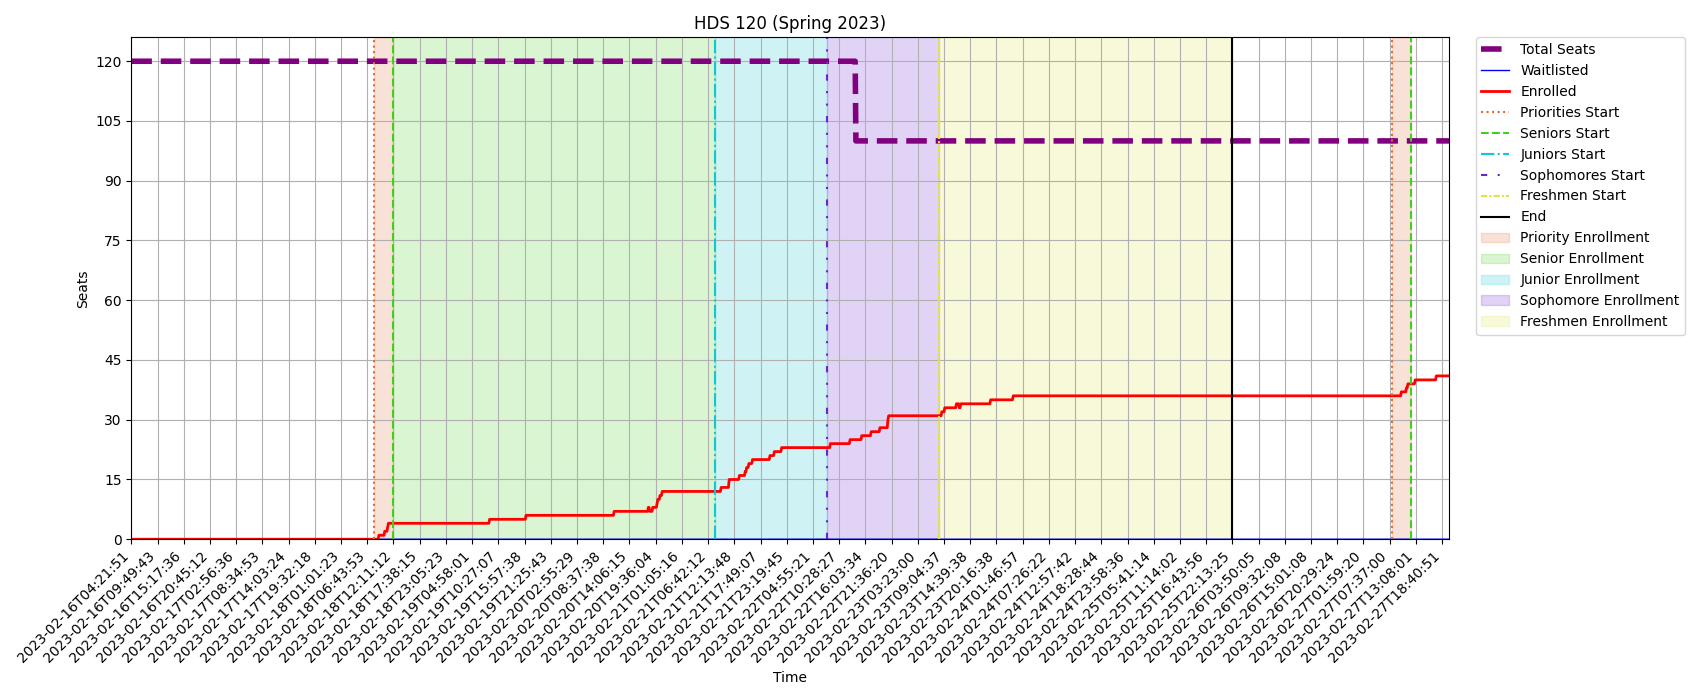 HDS 120 (Spring 2023)
Seats
120
105
90
75
60
45
30
15
0
2023-02-16T04:21:51
2023-02-16T09:49:43
2023-02-16T15:17:36
2023-02-16T20:45:12
2023-02-17T02:56:36
2023-02-17T08:34:53
2023-02-17T14:03:24
2023-02-17T19:32:18
2023-02-18T01:01:23
2023-02-18T06:43:53
2023-02-18T12:11:12
2023-02-18T17:38:15
2023-02-18T23:05:23
2023-02-19T04:58:01
2023-02-19T10:27:07
2023-02-19T15:57:38
2023-02-19T21:25:43
2023-02-20T02:55:29
2023-02-20T08:37:38
2023-02-20T14:06:15
2023-02-20T19:36:04
2023-02-21T01:05:16
2023-02-21T06:42:12
2023-02-21T12:13:48
2023-02-21T17:49:07
2023-02-21T23:19:45
2023-02-22T04:55:21
2023-02-22T10:28:27
2023-02-22T16:03:34
2023-02-22T21:36:20
2023-02-23T03:23:00
2023-02-23T09:04:37
2023-02-23T14:39:38
2023-02-23T20:16:38
2023-02-24T01:46:57
2023-02-24T07:26:22
2023-02-24T12:57:42
2023-02-24T18:28:44
2023-02-24T23:58:36
2023-02-25T05:41:14
2023-02-25T11:14:02
2023-02-25T16:43:56
2023-02-25T22:13:25
2023-02-26T03:50:05
2023-02-26T09:32:08
2023-02-26T15:01:08
2023-02-26T20:29:24
2023-02-27T01:59:20
2023-02-27T07:37:00
2023-02-27T13:08:01
2023-02-27T18:40:51
Time
Total Seats
Waitlisted
Enrolled
Priorities Start
Seniors Start
Juniors Start
Sophomores Start
Freshmen Start
End
Priority Enrollment
Senior Enrollment
Junior Enrollment
Sophomore Enrollment
Freshmen Enrollment